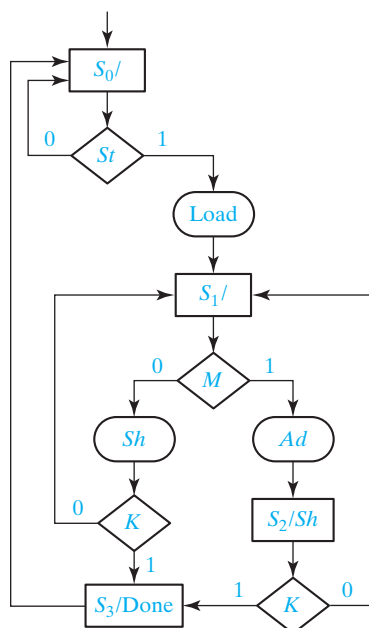 S₀/
0 1
St
Load
S₁/
0 1
M
Sh Ad
0 K S₂/Sh
1
S₃/Done 1 K 0